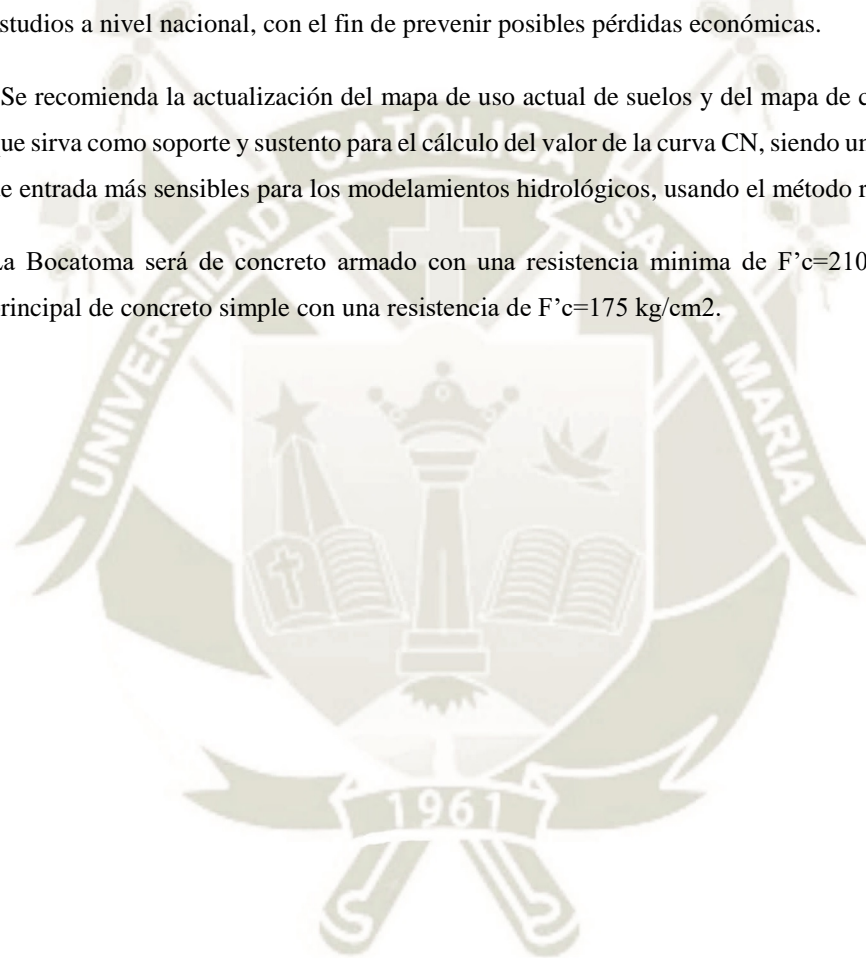 studios a nivel nacional, con el fin de prevenir posibles pérdidas económicas.
Se recomienda la actualización del mapa de uso actual de suelos y del mapa de
ue sirva como soporte y sustento para el cálculo del valor de la curva CN, siendo un
e entrada más sensibles para los modelamientos hidrológicos, usando el método
La Bocatoma será de concreto armado con una resistencia minima de F’c=210
rincipal de concreto simple con una resistencia de F’c=175 kg/cm2.
UNIVERSIDAD CATOLICA SANTA MARIA
1961